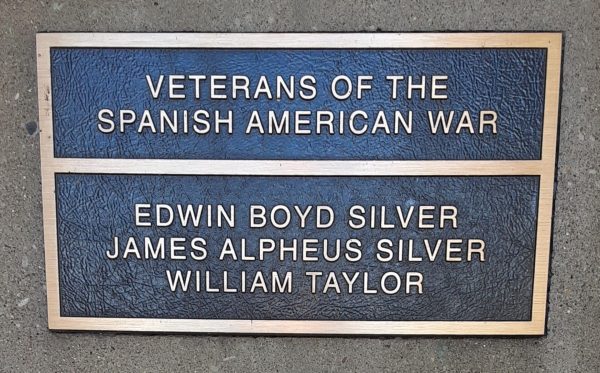 VETERANS OF THE
SPANISH AMERICAN WAR
EDWIN BOYD SILVER
JAMES ALPHEUS SILVER
WILLIAM TAYLOR